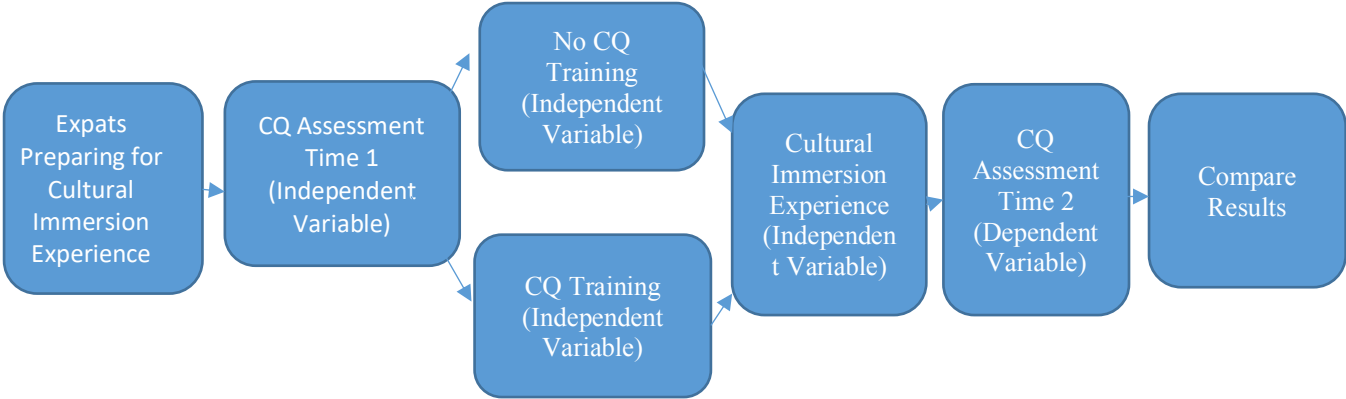 Expats
Preparing for
Cultural
Immersion
Experience
CQ Assessment
Time 1
(Independent
Variable)
No CQ
Training
(Independent
Variable)
CQ Training
(Independent
Variable)
Cultural
Immersion
Experience
(Independen
t Variable)
CQ
Assessment
Time 2
(Dependent
Variable)
Compare
Results